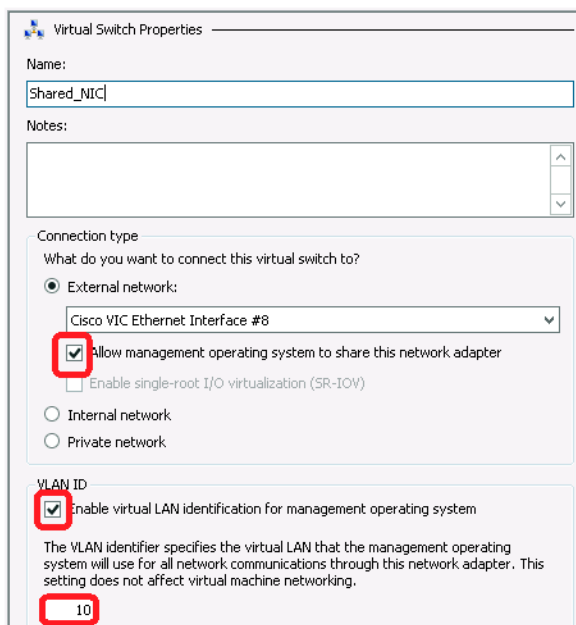 Virtual Switch Properties
Name:
Shared_NIC
Notes:
Connection type
What do you want to connect this virtual switch to?
External network:
Cisco VIC Ethernet Interface #8
Allow management operating system to share this network adapter
Enable single-root I/O virtualization (SR-IOV)
Internal network
Private network
VLAN ID
Enable virtual LAN identification for management operating system
The VLAN identifier specifies the virtual LAN that the management operating
system will use for all network communications through this network adapter. This
setting does not affect virtual machine networking.
10